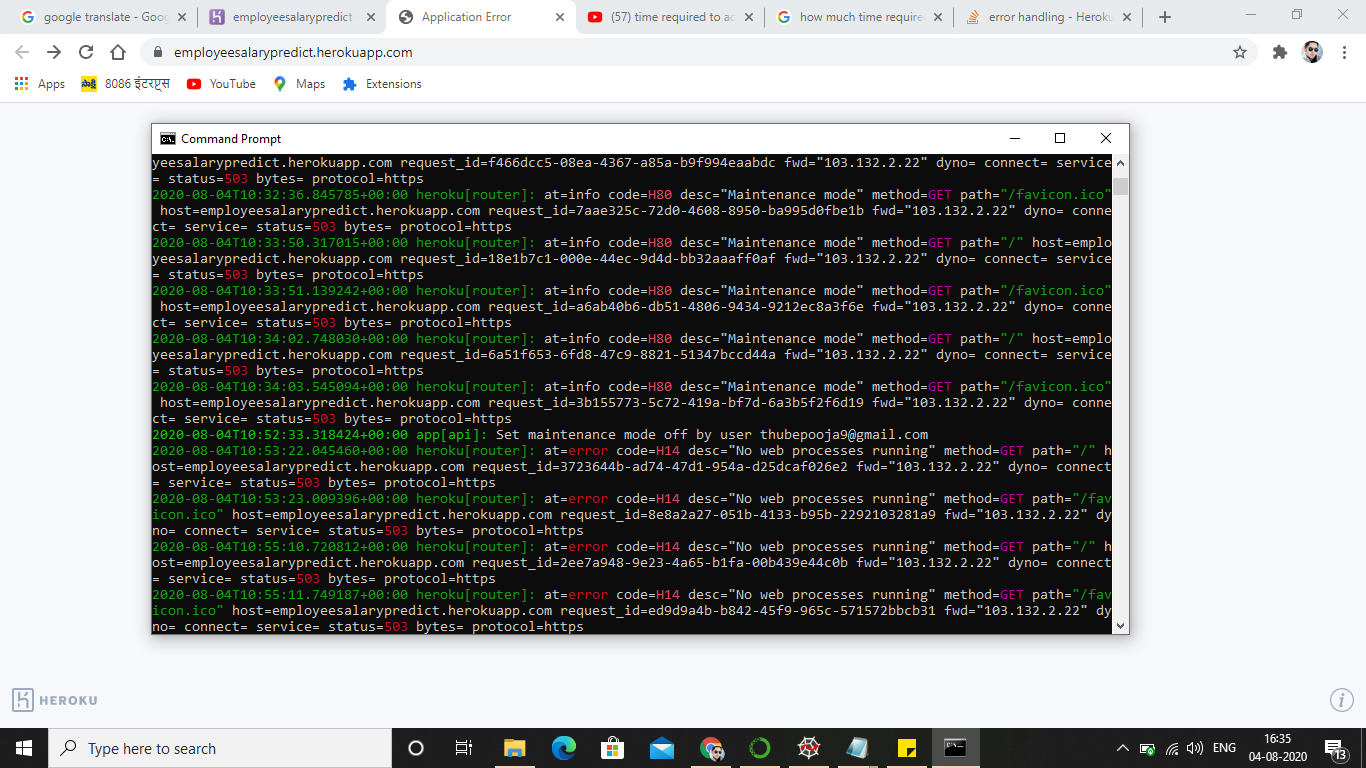 google translate - Goog
employeesalarypredict
Application Error
(57) time required to ac
how much time require
error handling - Heroku
employeesalarypredict.herokuapp.com
Apps
8086 इंटरप्ट्स
YouTube
Maps
Extensions
Command Prompt
yeesalarypredict.herokuapp.com request_id=f466dcc5-08ea-4367-a85a-b9f994eaabdc fwd="103.132.2.22" dyno= connect= service
= status=503 bytes= protocol=https
2020-08-04T10:32:36.845785+00:00 heroku[router]: at=info code=H80 desc="Maintenance mode" method=GET path="/favicon.ico"
host=employeesalarypredict.herokuapp.com request_id=7aae325c-72d0-4608-8950-ba995d0fbe1b fwd="103.132.2.22" dyno= conne
ct= service= status=503 bytes= protocol=https
2020-08-04T10:33:50.317015+00:00 heroku[router]: at=info code=H80 desc="Maintenance mode" method=GET path="/" host=emplo
yeesalarypredict.herokuapp.com request_id=18e1b7c1-000e-44ec-9d4d-bb32aaaff0af fwd="103.132.2.22" dyno= connect= service
= status=503 bytes= protocol=https
2020-08-04T10:33:51.139242+00:00 heroku[router]: at=info code=H80 desc="Maintenance mode" method=GET path="/favicon.ico"
host=employeesalarypredict.herokuapp.com request_id=a6ab40b6-db51-4806-9434-9212ec8a3f6e fwd="103.132.2.22" dyno= conne
ct= service= status=503 bytes= protocol=https
2020-08-04T10:34:02.748030+00:00 heroku[router]: at=info code=H80 desc="Maintenance mode" method=GET path="/" host=emplo
yeesalarypredict.herokuapp.com request_id=6a51f653-6fd8-47c9-8821-51347bccd44a fwd="103.132.2.22" dyno= connect= service
= status=503 bytes= protocol=https
2020-08-04T10:34:03.545094+00:00 heroku[router]: at=info code=H80 desc="Maintenance mode" method=GET path="/favicon.ico"
host=employeesalarypredict.herokuapp.com request_id=3b155773-5c72-419a-bf7d-6a3b5f2f6d19 fwd="103.132.2.22" dyno= conne
ct= service= status=503 bytes= protocol=https
2020-08-04T10:52:33.318424+00:00 app[api]: Set maintenance mode off by user thubepooja9@gmail.com
2020-08-04T10:53:22.045460+00:00 heroku[router]: at=error code=H14 desc="No web processes running" method=GET path="/" h
ost=employeesalarypredict.herokuapp.com request_id=3723644b-ad74-47d1-954a-d25dcaf026e2 fwd="103.132.2.22" dyno= connect
= service= status=503 bytes= protocol=https
2020-08-04T10:53:23.009396+00:00 heroku[router]: at=error code=H14 desc="No web processes running" method=GET path="/fav
icon.ico" host=employeesalarypredict.herokuapp.com request_id=8e8a2a27-051b-4133-b95b-2292103281a9 fwd="103.132.2.22" dy
no= connect= service= status=503 bytes= protocol=https
2020-08-04T10:55:10.720812+00:00 heroku[router]: at=error code=H14 desc="No web processes running" method=GET path="/" h
ost=employeesalarypredict.herokuapp.com request_id=2ee7a948-9e23-4a65-b1fa-00b439e44c0b fwd="103.132.2.22" dyno= connect
= service= status=503 bytes= protocol=https
2020-08-04T10:55:11.749187+00:00 heroku[router]: at=error code=H14 desc="No web processes running" method=GET path="/fav
icon.ico" host=employeesalarypredict.herokuapp.com request_id=ed9d9a4b-b842-45f9-965c-571572bbcb31 fwd="103.132.2.22" dy
no= connect= service= status=503 bytes= protocol=https
HEROKU
Type here to search
ENG
16:35
04-08-2020
13